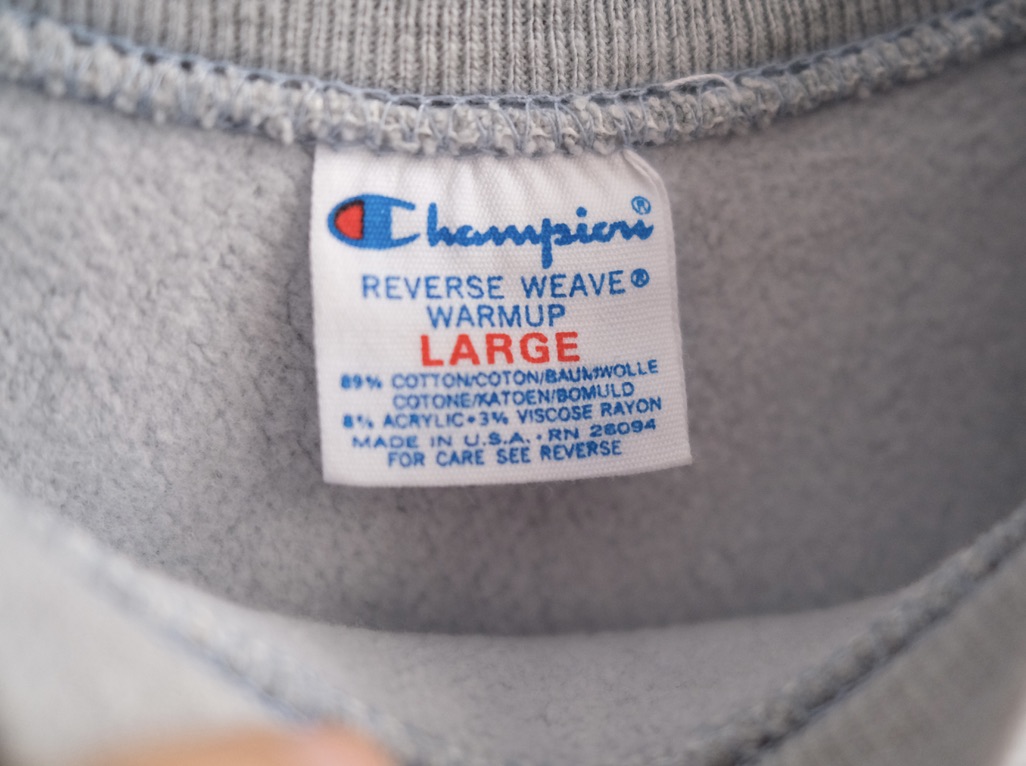 Champion®
REVERSE WEAVE®
WARMUP
LARGE
89% COTTON/COTON/BAUMWOLLE
COTONE/KATOEN/BOMULD
8% ACRYLIC•3% VISCOSE RAYON
MADE IN U.S.A. · RN 26094
FOR CARE SEE REVERSE